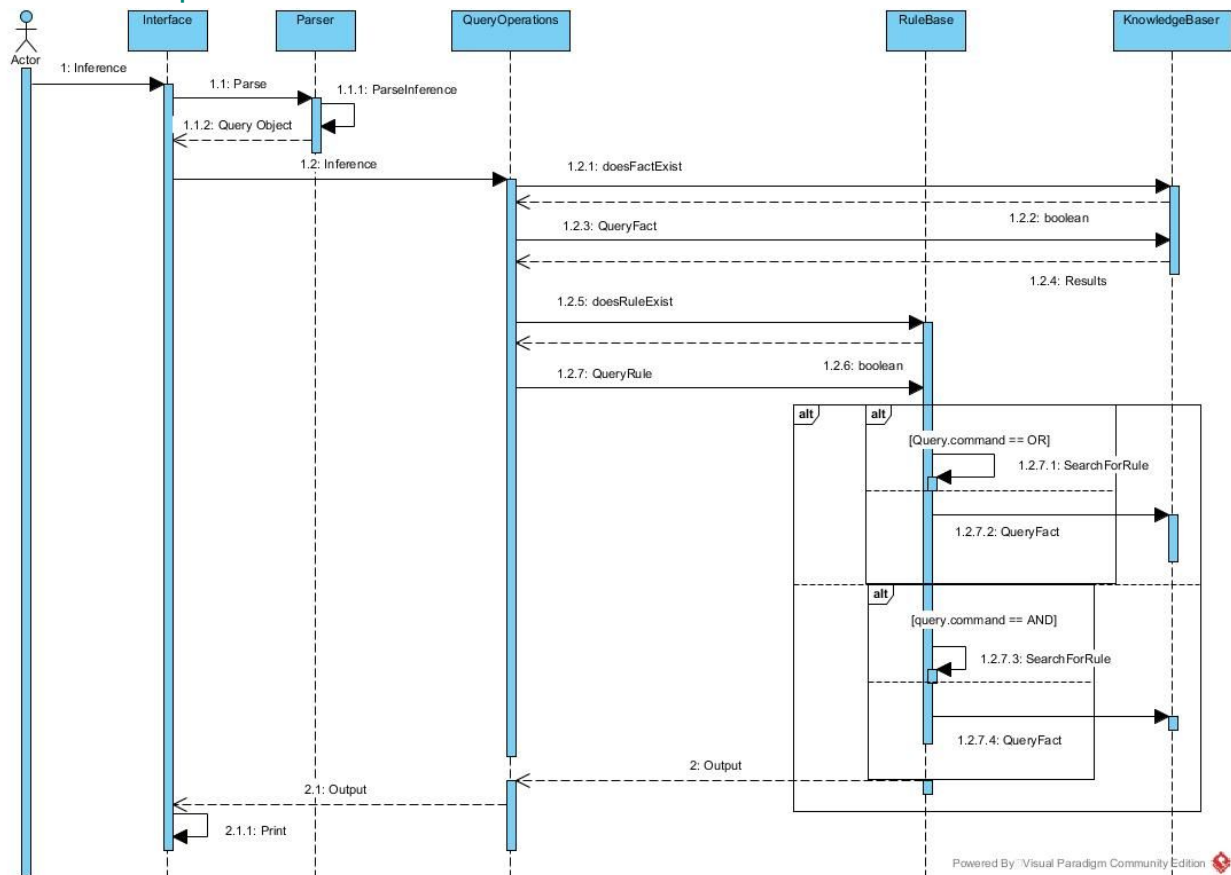 Interface
Parser
QueryOperations
RuleBase
KnowledgeBaser
Actor
1: Inference
1.1: Parse
1.1.1: ParseInference
1.1.2: Query Object
1.2: Inference
1.2.1: doesFactExist
1.2.2: boolean
1.2.3: QueryFact
1.2.4: Results
1.2.5: doesRuleExist
1.2.6: boolean
1.2.7: QueryRule
alt
alt
[Query.command == OR]
1.2.7.1: SearchForRule
1.2.7.2: QueryFact
alt
[query.command == AND]
1.2.7.3: SearchForRule
1.2.7.4: QueryFact
2: Output
2.1: Output
2.1.1: Print
Powered By Visual Paradigm Community Edition